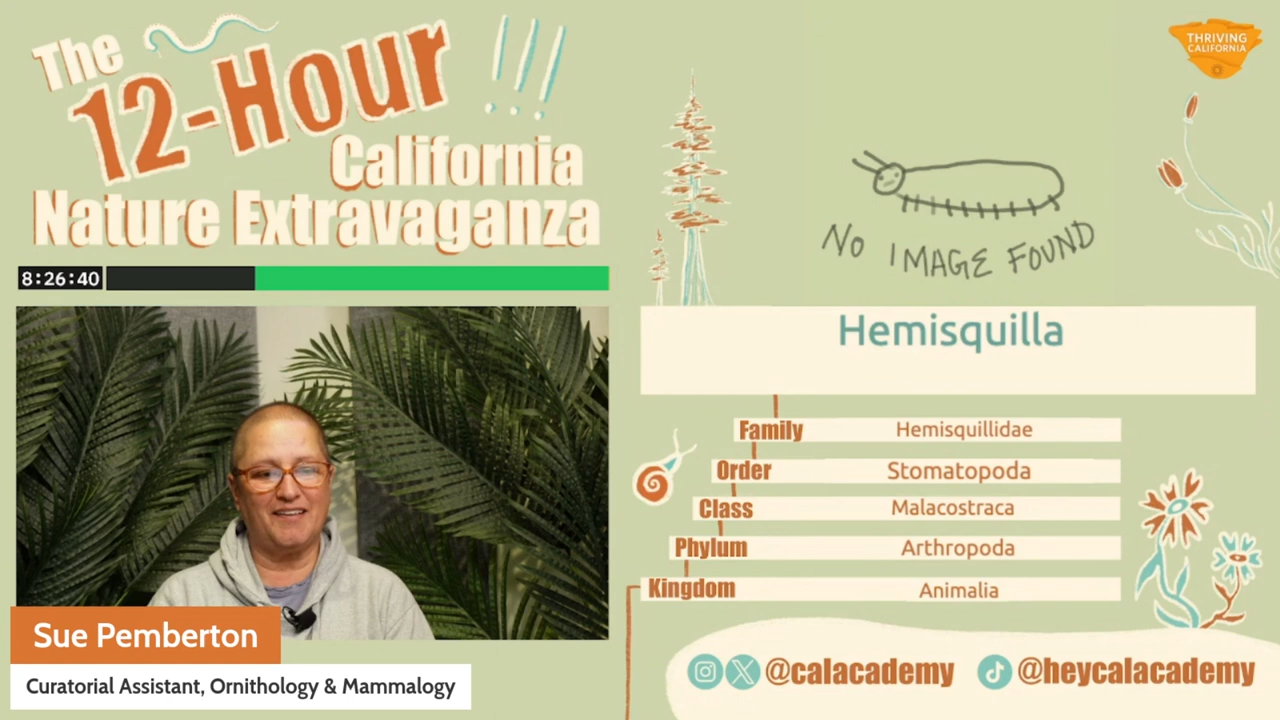 The
12-Hour !!!
California
Nature Extravaganza
8:26:40
Sue Pemberton
Curatorial Assistant, Ornithology & Mammalogy
THRIVING
CALIFORNIA
NO IMAGE FOUND
Hemisquilla
Family Hemisquillidae
Order Stomatopoda
Class Malacostraca
Phylum Arthropoda
Kingdom Animalia
@calacademy @heycalacademy